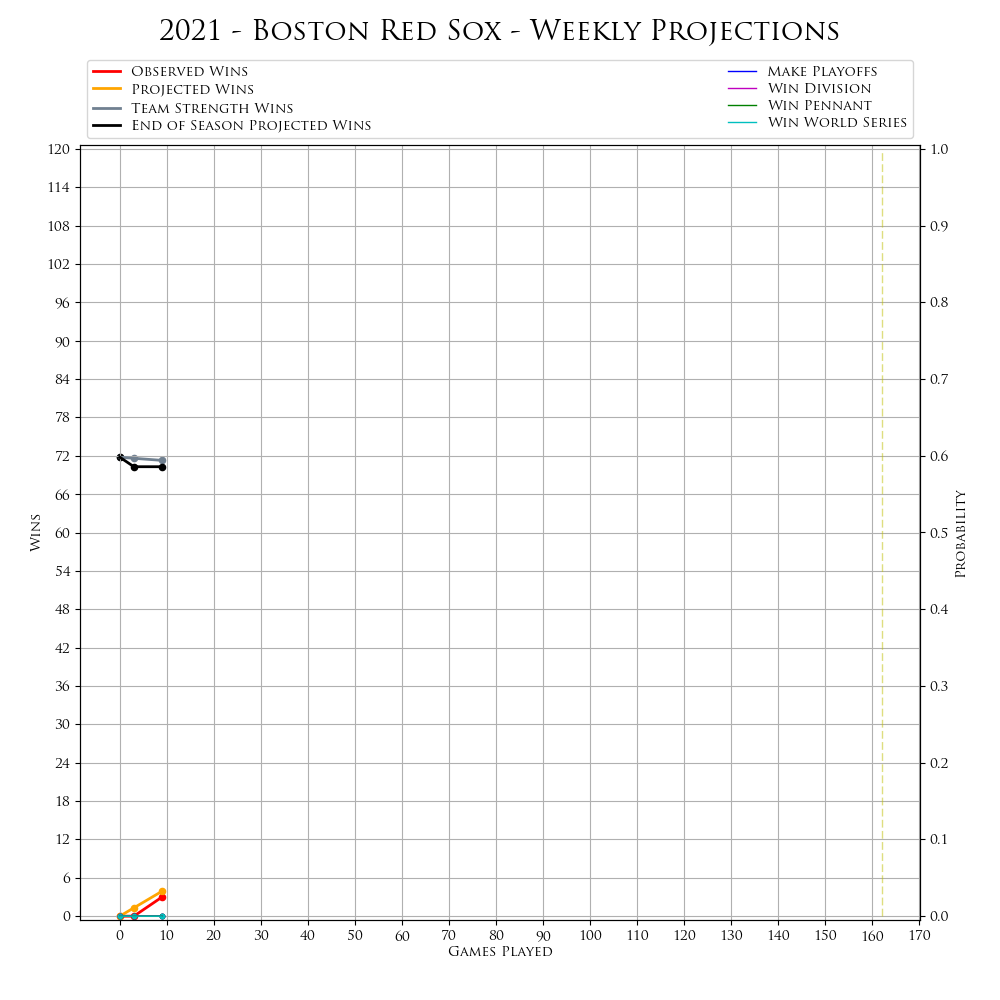 2021 - Boston Red Sox - Weekly Projections
Observed Wins
Projected Wins
Team Strength Wins
End of Season Projected Wins
Make Playoffs
Win Division
Win Pennant
Win World Series
120
114
108
102
96
90
84
78
72
66
60
54
48
42
36
30
24
18
12
6
0
Wins
1.0
0.9
0.8
0.7
0.6
0.5
0.4
0.3
0.2
0.1
0.0
Probability
0 10 20 30 40 50 60 70 80 90 100 110 120 130 140 150 160 170
Games Played